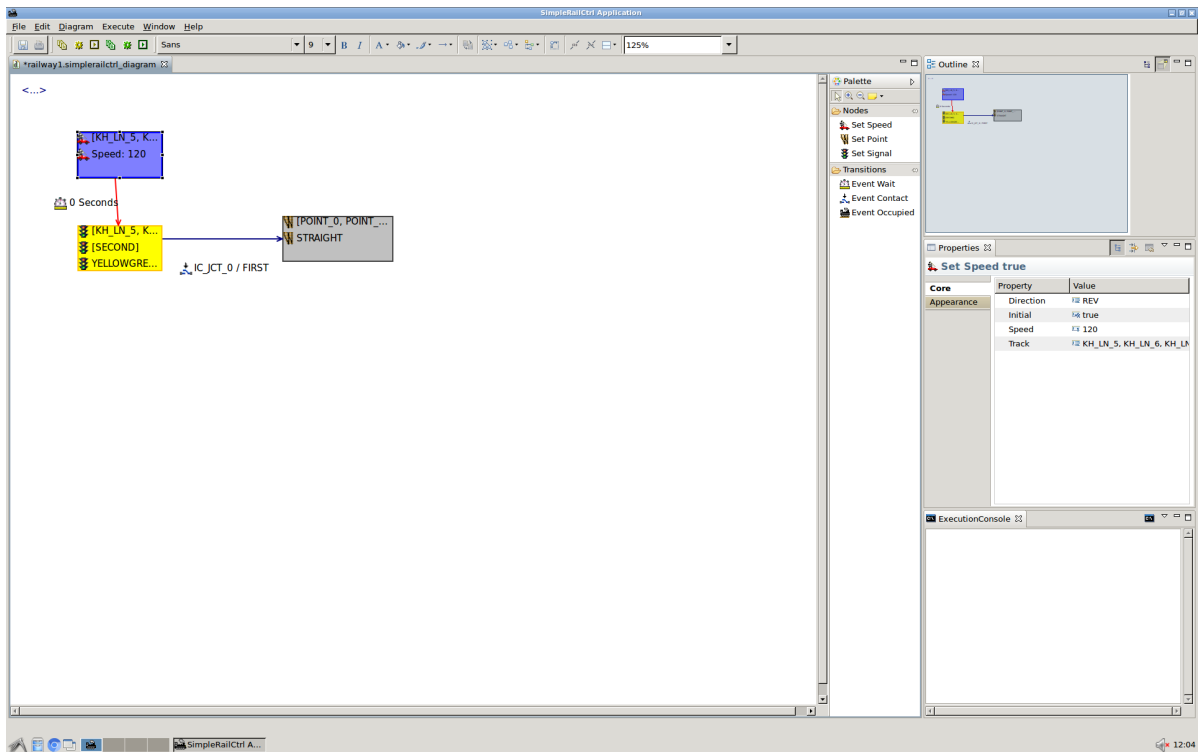 SimpleRailCtrl Application
File Edit Diagram Execute Window Help
Sans 9 B I A 125%
*railway1.simplerailctrl_diagram
<...>
[KH_LN_5, K...
Speed: 120
0 Seconds
[KH_LN_5, K...
[SECOND]
YELLOWGRE...
IC_JCT_0 / FIRST
[POINT_0, POINT_...
STRAIGHT
Palette
Nodes
Set Speed
Set Point
Set Signal
Transitions
Event Wait
Event Contact
Event Occupied
Outline
Properties
Set Speed true
Core
Appearance
Property Value
Direction REV
Initial true
Speed 120
Track KH_LN_5, KH_LN_6, KH_LN
ExecutionConsole
SimpleRailCtrl A...
12:04